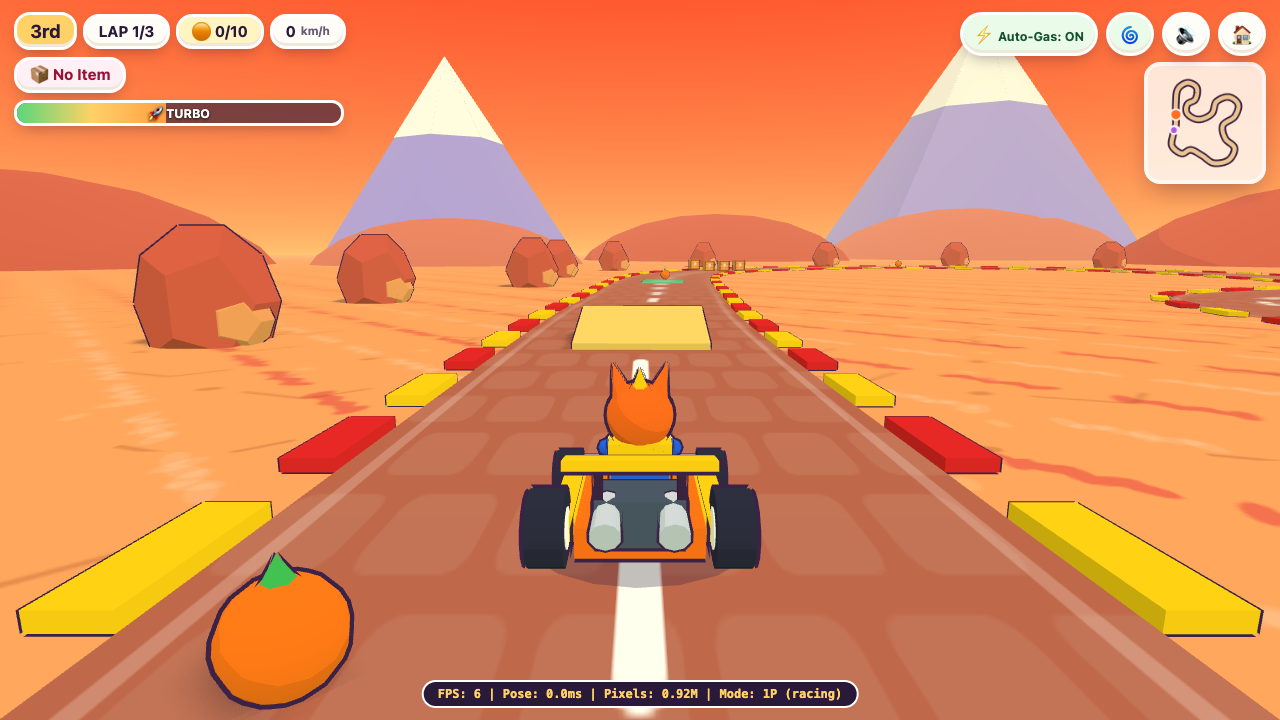 3rd
LAP 1/3
0/10
0 km/h
Auto-Gas: ON
No Item
TURBO
FPS: 6 | Pose: 0.0ms | Pixels: 0.92M | Mode: 1P (racing)